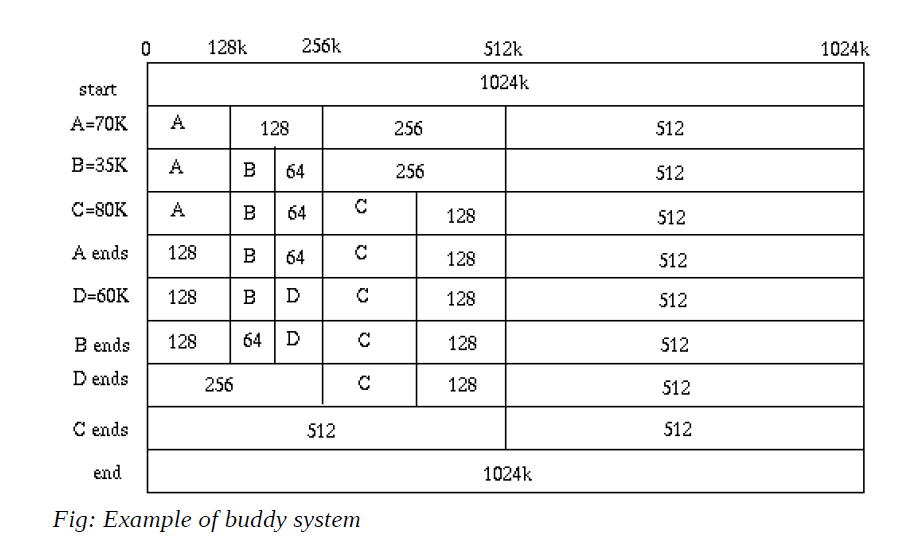 0 128k 256k 512k 1024k
start 1024k
A=70K A 128 256 512
B=35K A B 64 256 512
C=80K A B 64 C 128 512
A ends 128 B 64 C 128 512
D=60K 128 B D C 128 512
B ends 128 64 D C 128 512
D ends 256 C 128 512
C ends 512 512
end 1024k
Fig: Example of buddy system